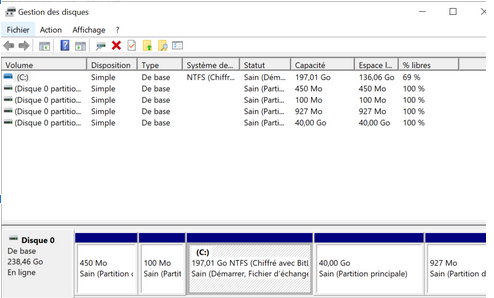 Gestion des disques
Fichier Action Affichage ?
Volume Disposition Type Système de... Statut Capacité Espace l... % libres
(C:) Simple De base NTFS (Chiffr... Sain (Dém... 197,01 Go 136,06 Go 69 %
(Disque 0 partitio... Simple De base Sain (Parti... 450 Mo 450 Mo 100 %
(Disque 0 partitio... Simple De base Sain (Parti... 100 Mo 100 Mo 100 %
(Disque 0 partitio... Simple De base Sain (Parti... 927 Mo 927 Mo 100 %
(Disque 0 partitio... Simple De base Sain (Parti... 40,00 Go 40,00 Go 100 %
Disque 0
De base
238,46 Go
En ligne
450 Mo
Sain (Partition
100 Mo
Sain (Partit
(C:)
197,01 Go NTFS (Chiffré avec Bitl
Sain (Démarrer, Fichier d'échange
40,00 Go
Sain (Partition principale)
927 Mo
Sain (Partition d